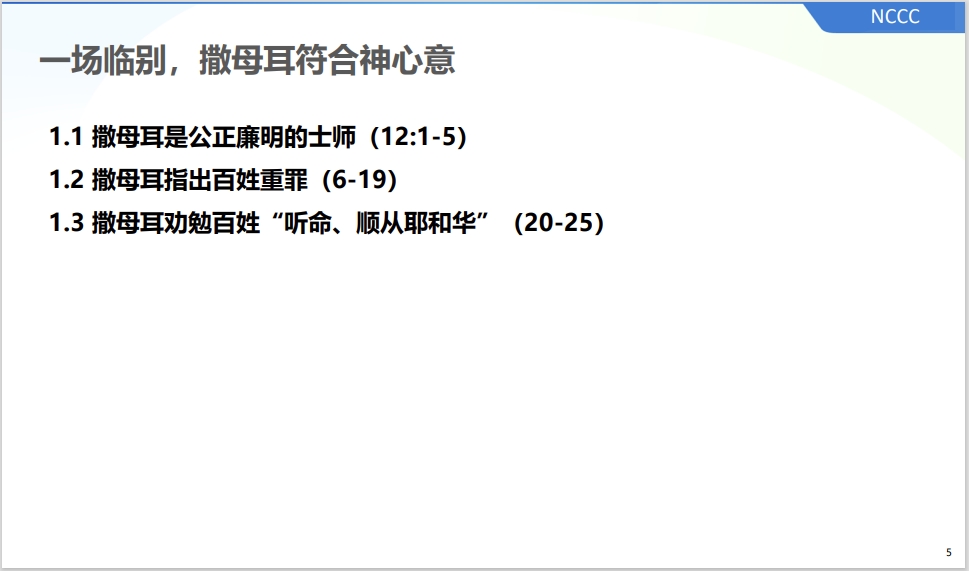 NCCC
一场临别，撒母耳符合神心意
1.1 撒母耳是公正廉明的士师（12:1-5）
1.2 撒母耳指出百姓重罪（6-19）
1.3 撒母耳劝勉百姓“听命、顺从耶和华”（20-25）
5